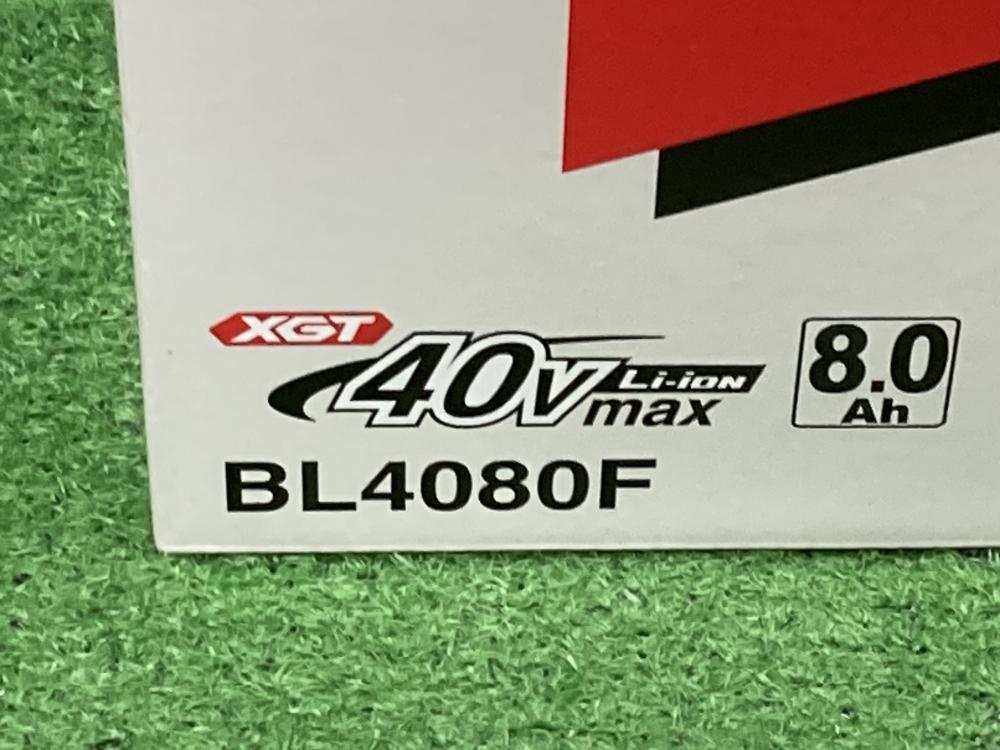 XGT
40V Li-ion
max
8.0
Ah
BL4080F